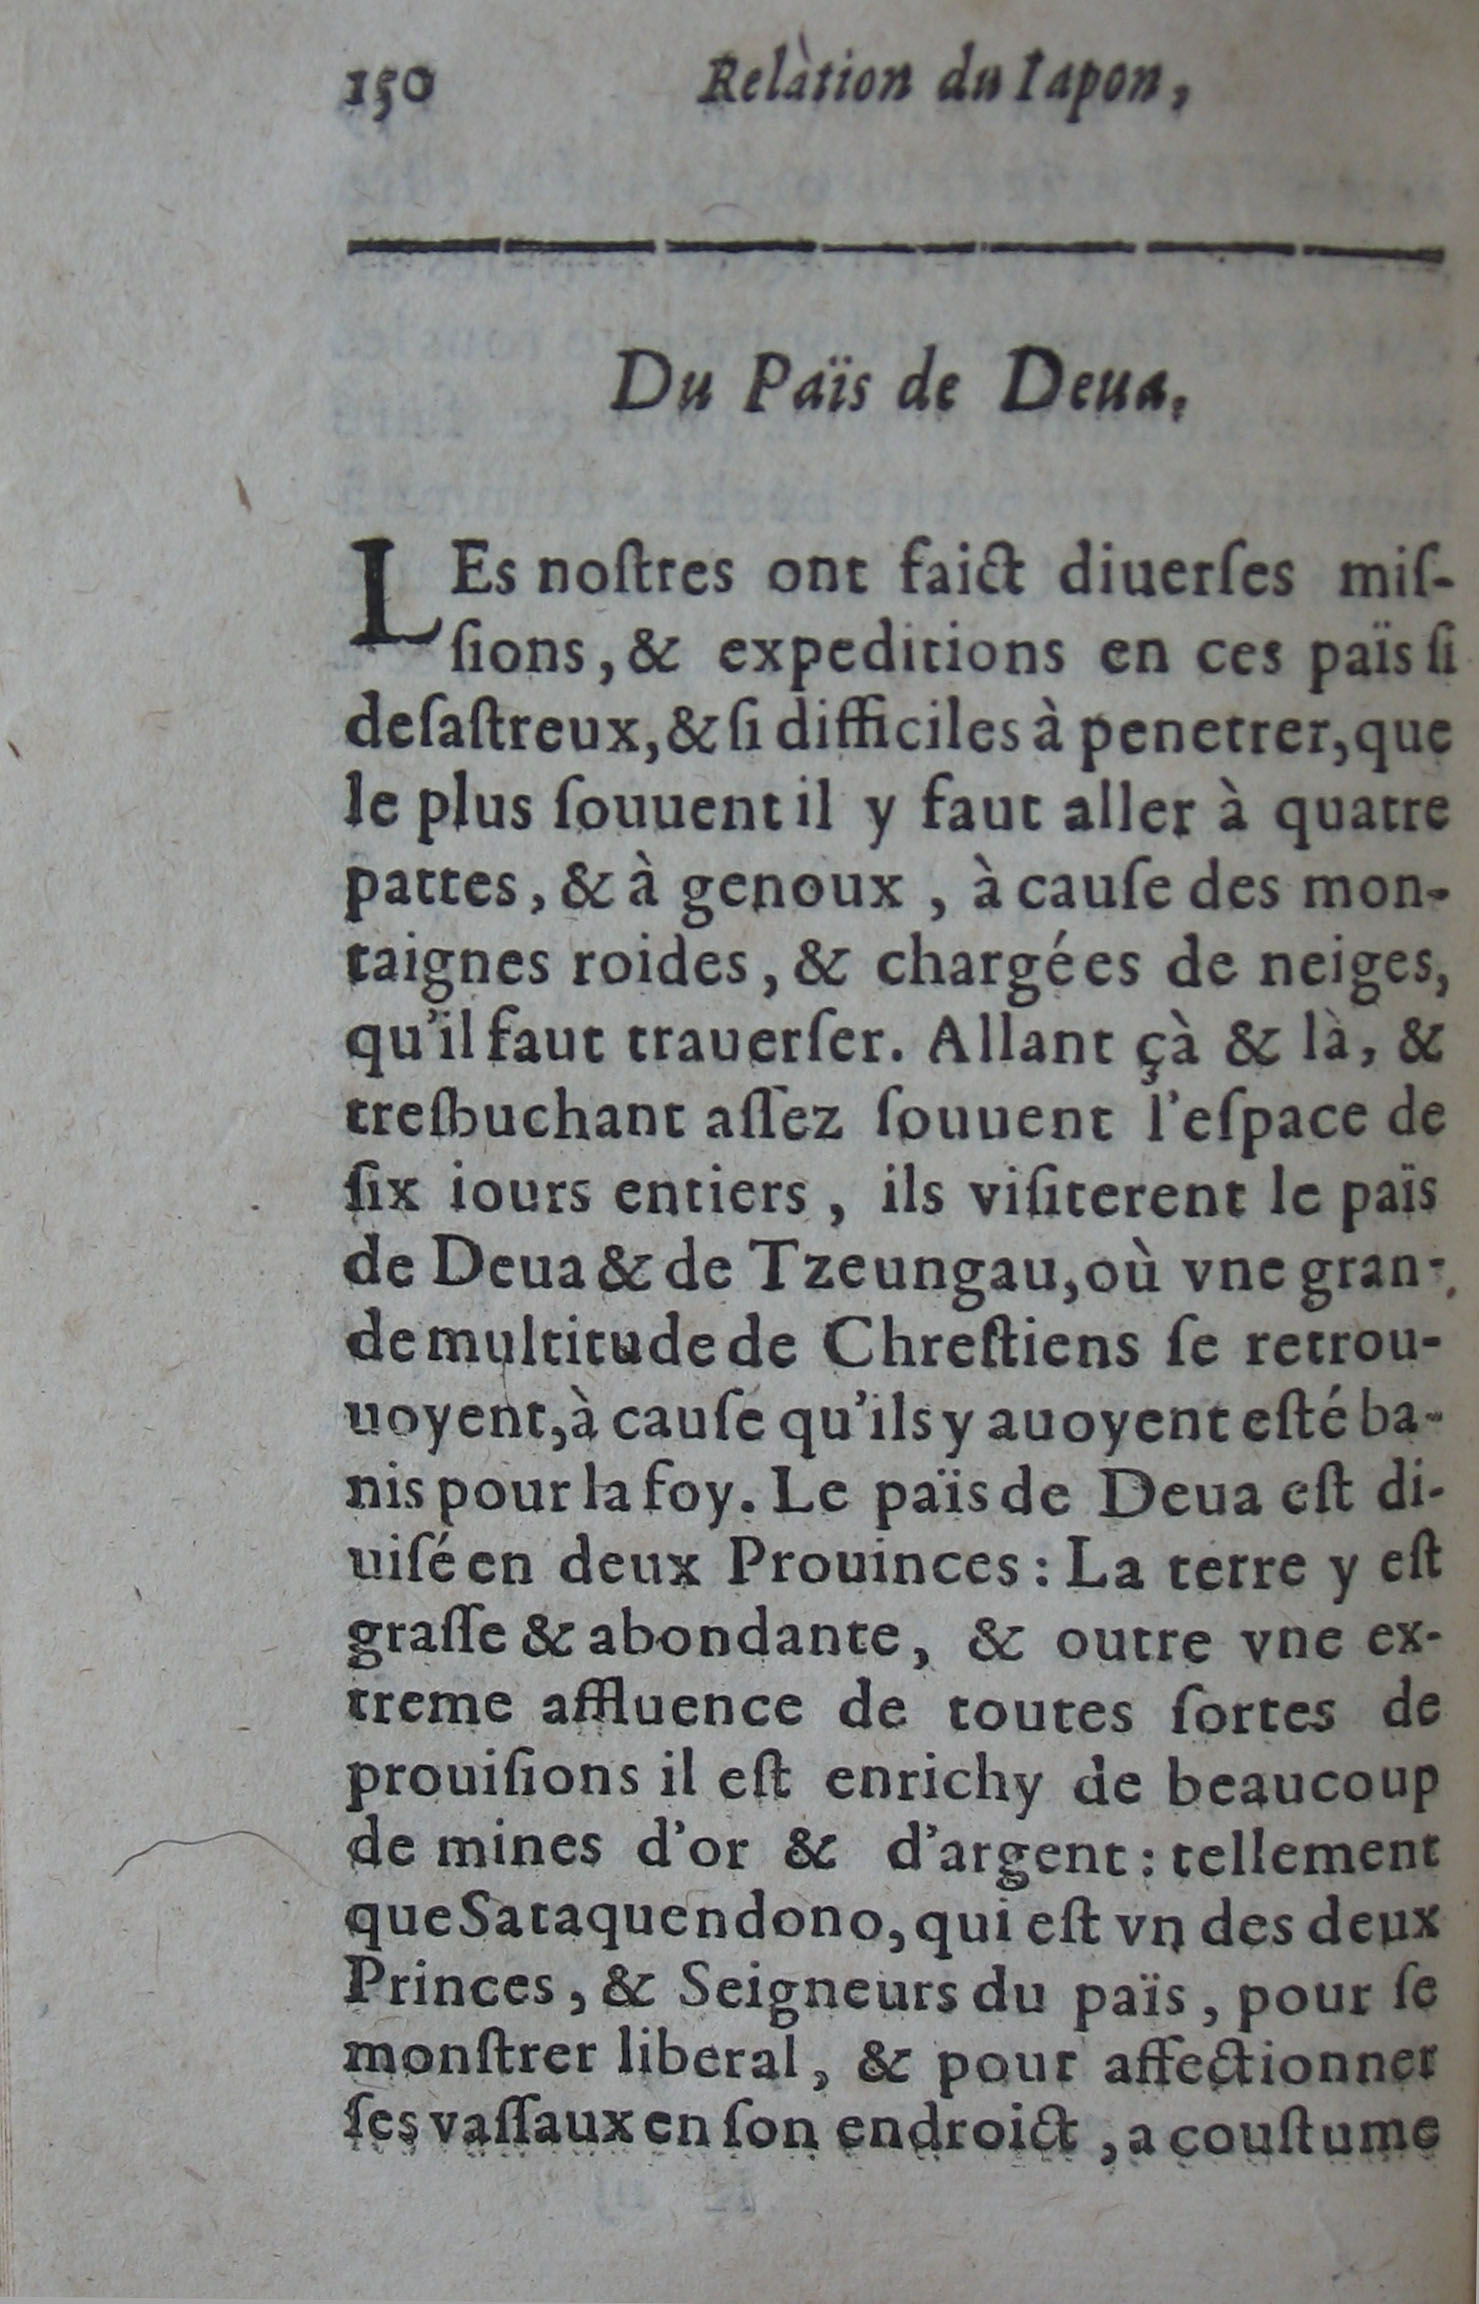 150 Relàtion du Iapon,
Du Païs de Deua.
LEs noſtres ont faict diuerſes miſ-
ſions, & expeditions en ces païs ſi
deſaſtreux, & ſi difficiles à penetrer, que
le plus ſouuent il y faut aller à quatre
pattes, & à genoux, à cauſe des mon-
taignes roides, & chargées de neiges,
qu'il faut trauerſer. Allant çà & là, &
treſbuchant aſſez ſouuent l'eſpace de
ſix iours entiers, ils viſiterent le païs
de Deua & de Tzeungau, où vne gran-
de multitude de Chreſtiens ſe retrou-
uoyent, à cauſe qu'ils y auoyent eſté ba-
nis pour la foy. Le païs de Deua eſt di-
uiſé en deux Prouinces : La terre y eſt
graſſe & abondante, & outre vne ex-
treme affluence de toutes ſortes de
prouiſions il eſt enrichy de beaucoup
de mines d'or & d'argent : tellement
que Sataquendono, qui eſt vn des deux
Princes, & Seigneurs du païs, pour ſe
monſtrer liberal, & pour affectionner
ſes vaſſaux en ſon endroict, a couſtume